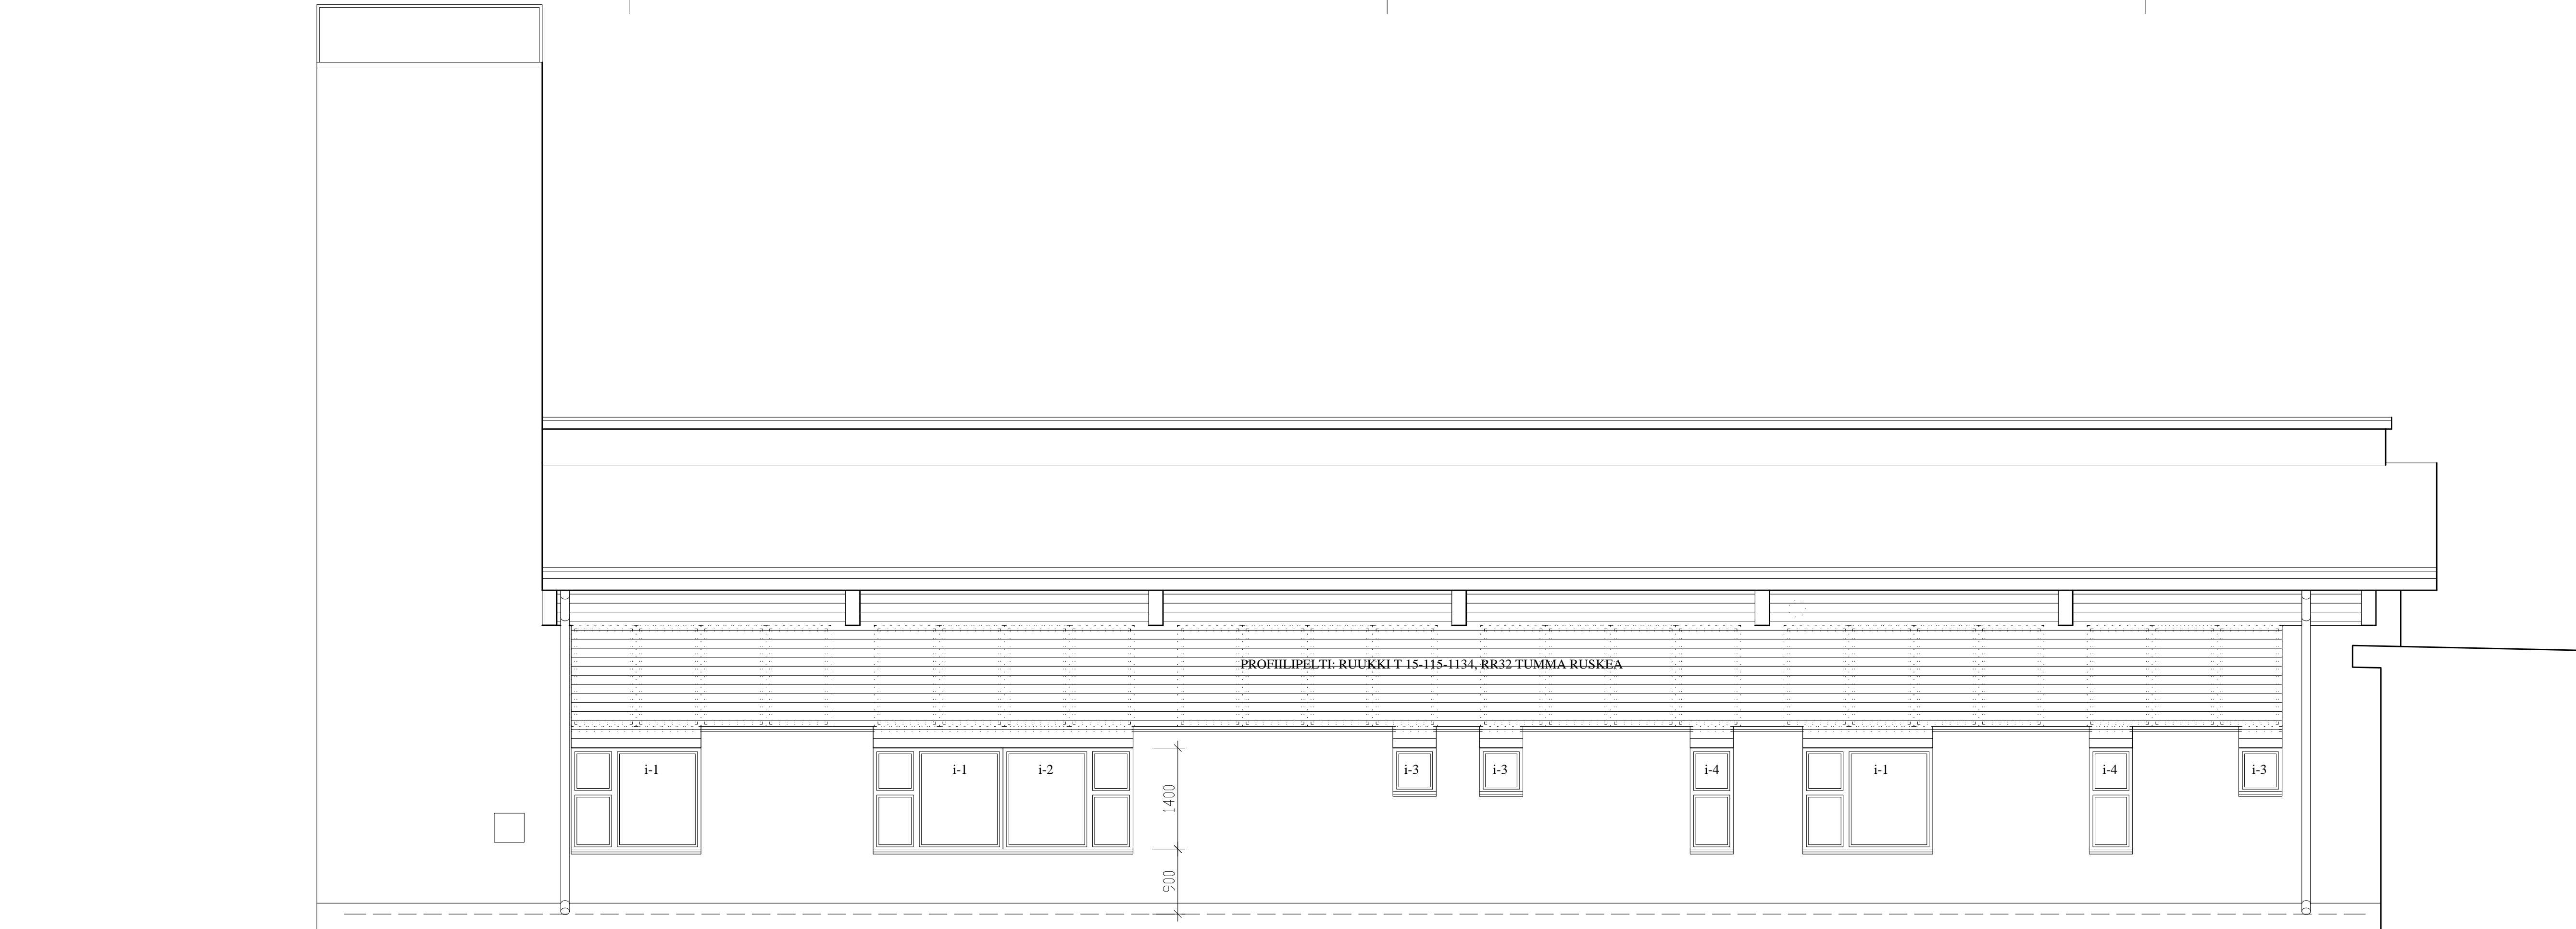 PROFIILIPELTI: RUUKKI T 15-115-1134, RR32 TUMMA RUSKEA
i-1
i-1
i-2
i-3
i-3
i-4
i-1
i-4
i-3
1400
900